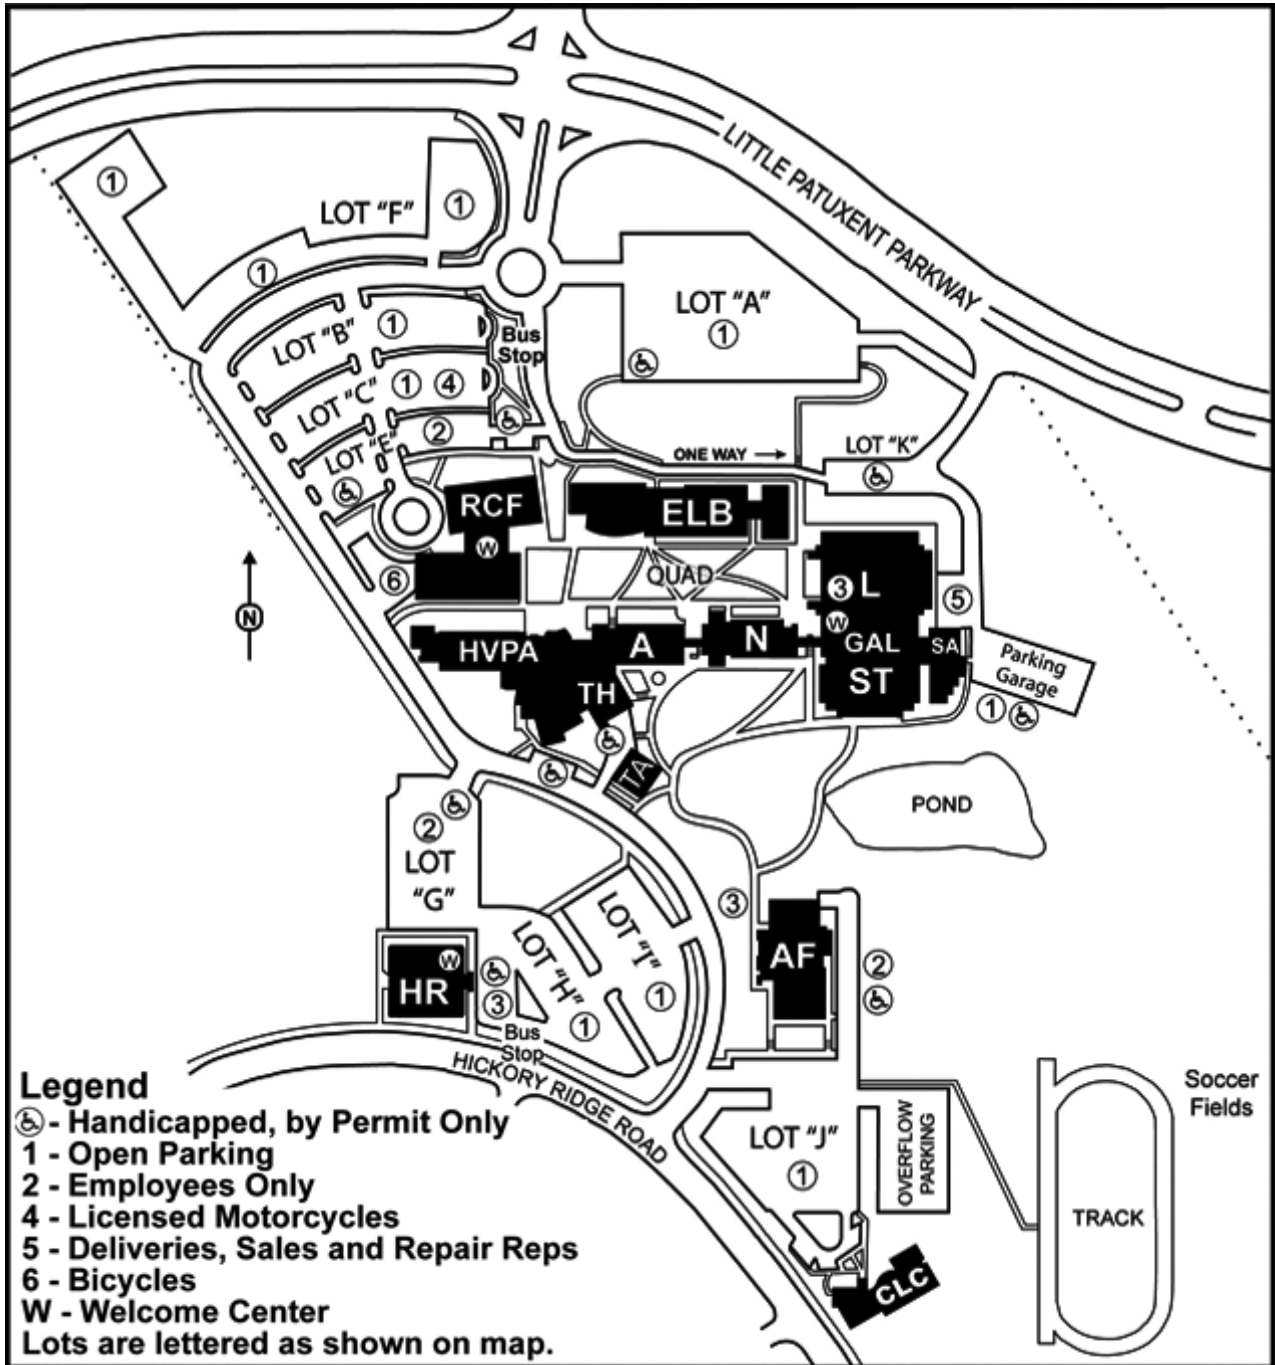 LITTLE PATUXENT PARKWAY
1
LOT "F"
1
1
LOT "A"
1
LOT "B"
1
Bus
Stop
LOT "C"
1
4
LOT "E"
2
ONE WAY
LOT "K"
RCF
W
ELB
QUAD
6
N
3
L
5
W
GAL
SA
ST
HVPA
A
N
TH
Parking
Garage
1
TA
POND
2
LOT
"G"
LOT "I"
1
LOT "H"
1
3
AF
2
W
HR
3
Bus
Stop
HICKORY RIDGE ROAD
LOT "J"
1
OVERFLOW
PARKING
TRACK
Soccer
Fields
CLC
Legend
- Handicapped, by Permit Only
1 - Open Parking
2 - Employees Only
4 - Licensed Motorcycles
5 - Deliveries, Sales and Repair Reps
6 - Bicycles
W - Welcome Center
Lots are lettered as shown on map.